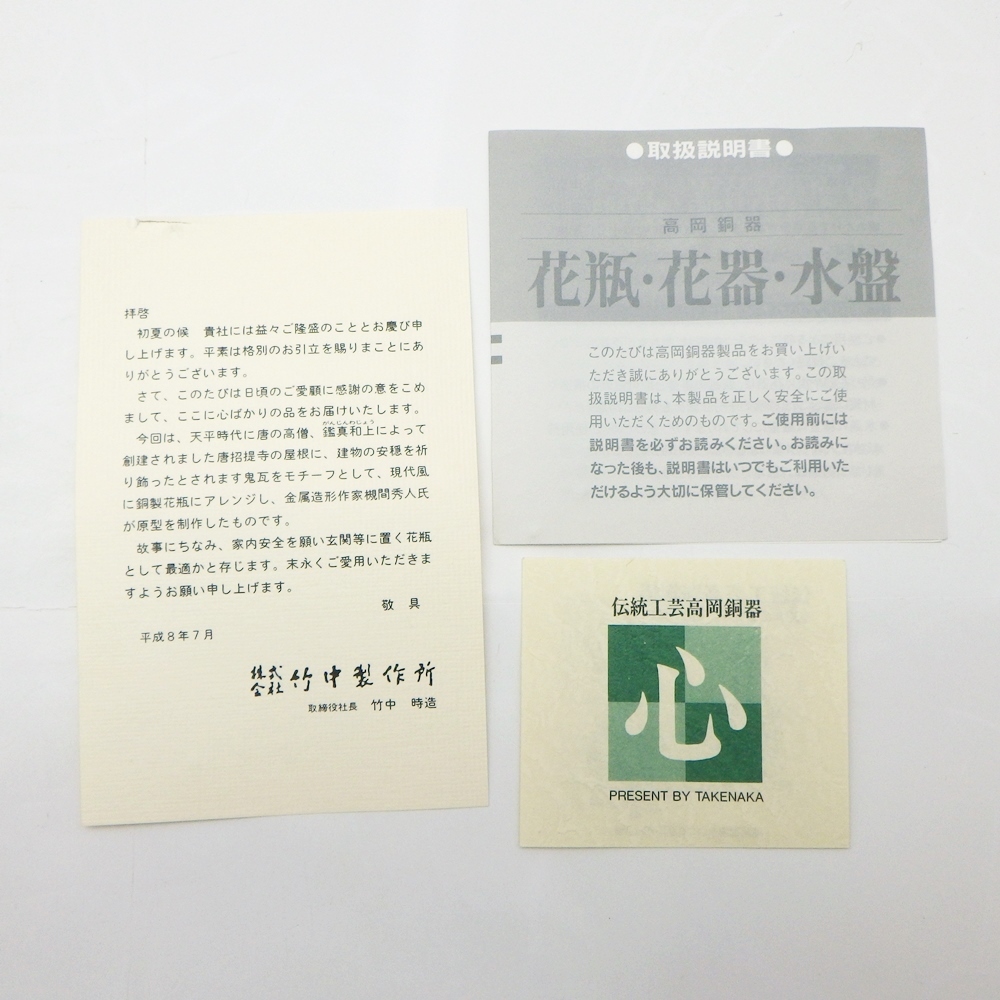 拝啓
初夏の候　貴社には益々ご隆盛のこととお慶び申
し上げます。平素は格別のお引立を賜りまことにあ
りがとうございます。
さて、このたびは日頃のご愛顧に感謝の意をこめ
まして、ここに心ばかりの品をお届けいたします。
がんじんわじょう
今回は、天平時代に唐の高僧、鑑真和上によって
創建されました唐招提寺の屋根に、建物の安穏を祈
り飾ったとされます鬼瓦をモチーフとして、現代風
に銅製花瓶にアレンジし、金属造形作家槻間秀人氏
が原型を制作したものです。
故事にちなみ、家内安全を願い玄関等に置く花瓶
として最適かと存じます。末永くご愛用いただきま
すようお願い申し上げます。
敬　具
平成8年7月
株式会社 竹中製作所
取締役社長　竹中　時造
●取扱説明書●
高岡銅器
花瓶・花器・水盤
このたびは高岡銅器製品をお買い上げい
ただき誠にありがとうございます。この取
扱説明書は、本製品を正しく安全にご使
用いただくためのものです。ご使用前には
説明書を必ずお読みください。お読みに
なった後も、説明書はいつでもご利用いた
だけるよう大切に保管してください。
伝統工芸高岡銅器
心
PRESENT BY TAKENAKA